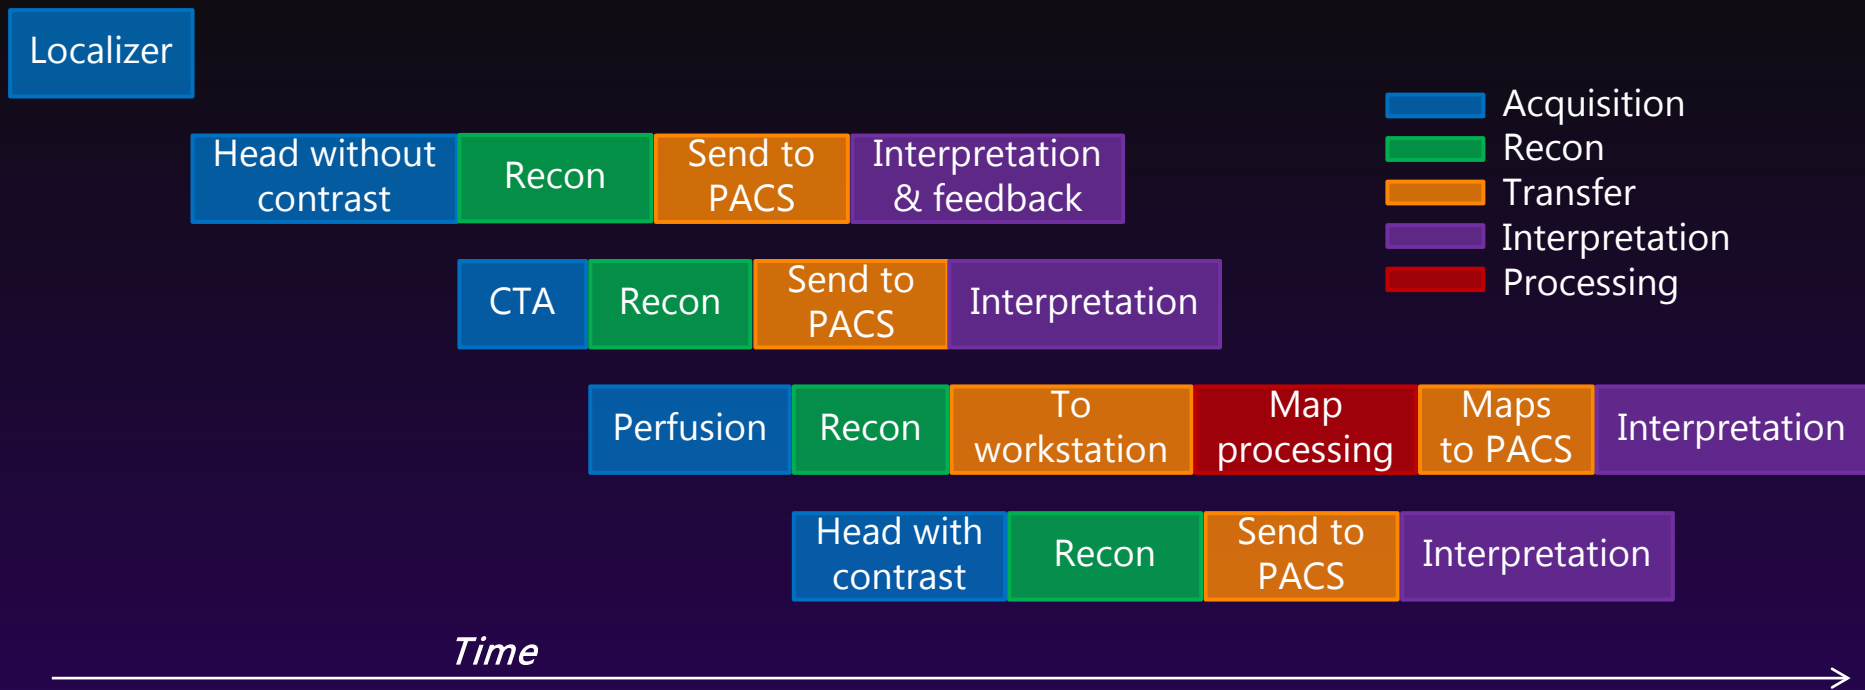 Localizer
Head without
contrast
Recon
Send to
PACS
Interpretation
& feedback
Acquisition
Recon
Transfer
Interpretation
Processing
CTA
Recon
Send to
PACS
Interpretation
Perfusion
Recon
To
workstation
Map
processing
Maps
to PACS
Interpretation
Head with
contrast
Recon
Send to
PACS
Interpretation
Time